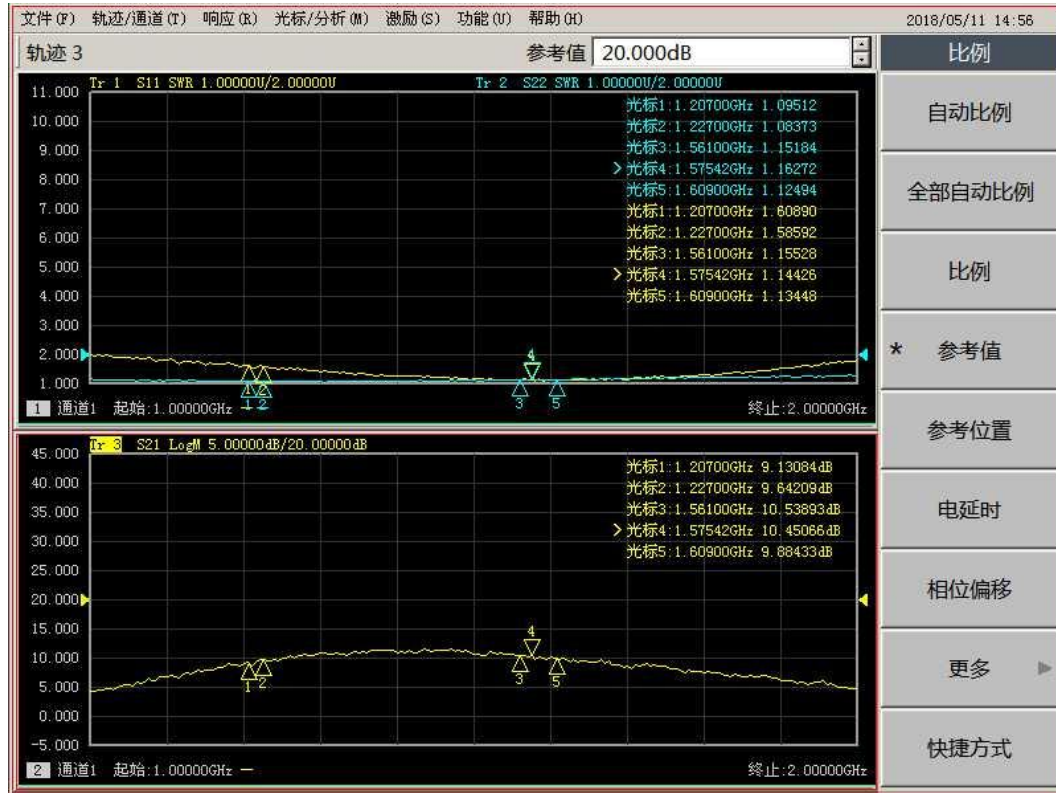 文件(F) 轨迹/通道(T) 响应(R) 光标/分析(M) 激励(S) 功能(U) 帮助(H) 2018/05/11 14:56
轨迹 3 参考值 20.000dB 比例
Tr 1 S11 SWR 1.00000U/2.00000U Tr 2 S22 SWR 1.00000U/2.00000U
11.000
10.000
9.000
8.000
7.000
6.000
5.000
4.000
3.000
2.000
1.000
光标1:1.20700GHz 1.09512
光标2:1.22700GHz 1.08373
光标3:1.56100GHz 1.15184
>光标4:1.57542GHz 1.16272
光标5:1.60900GHz 1.12494
光标1:1.20700GHz 1.60890
光标2:1.22700GHz 1.58592
光标3:1.56100GHz 1.15528
>光标4:1.57542GHz 1.14426
光标5:1.60900GHz 1.13448
4
1 2
1 2 3 5
1 通道1 起始:1.00000GHz 终止:2.00000GHz
Tr 3 S21 LogM 5.00000dB/20.00000dB
45.000
40.000
35.000
30.000
25.000
20.000
15.000
10.000
5.000
0.000
-5.000
光标1:1.20700GHz 9.13084dB
光标2:1.22700GHz 9.64209dB
光标3:1.56100GHz 10.53893dB
>光标4:1.57542GHz 10.45066dB
光标5:1.60900GHz 9.88433dB
4
1 2 3 5
2 通道1 起始:1.00000GHz 终止:2.00000GHz
自动比例
全部自动比例
比例
* 参考值
参考位置
电延时
相位偏移
更多
快捷方式